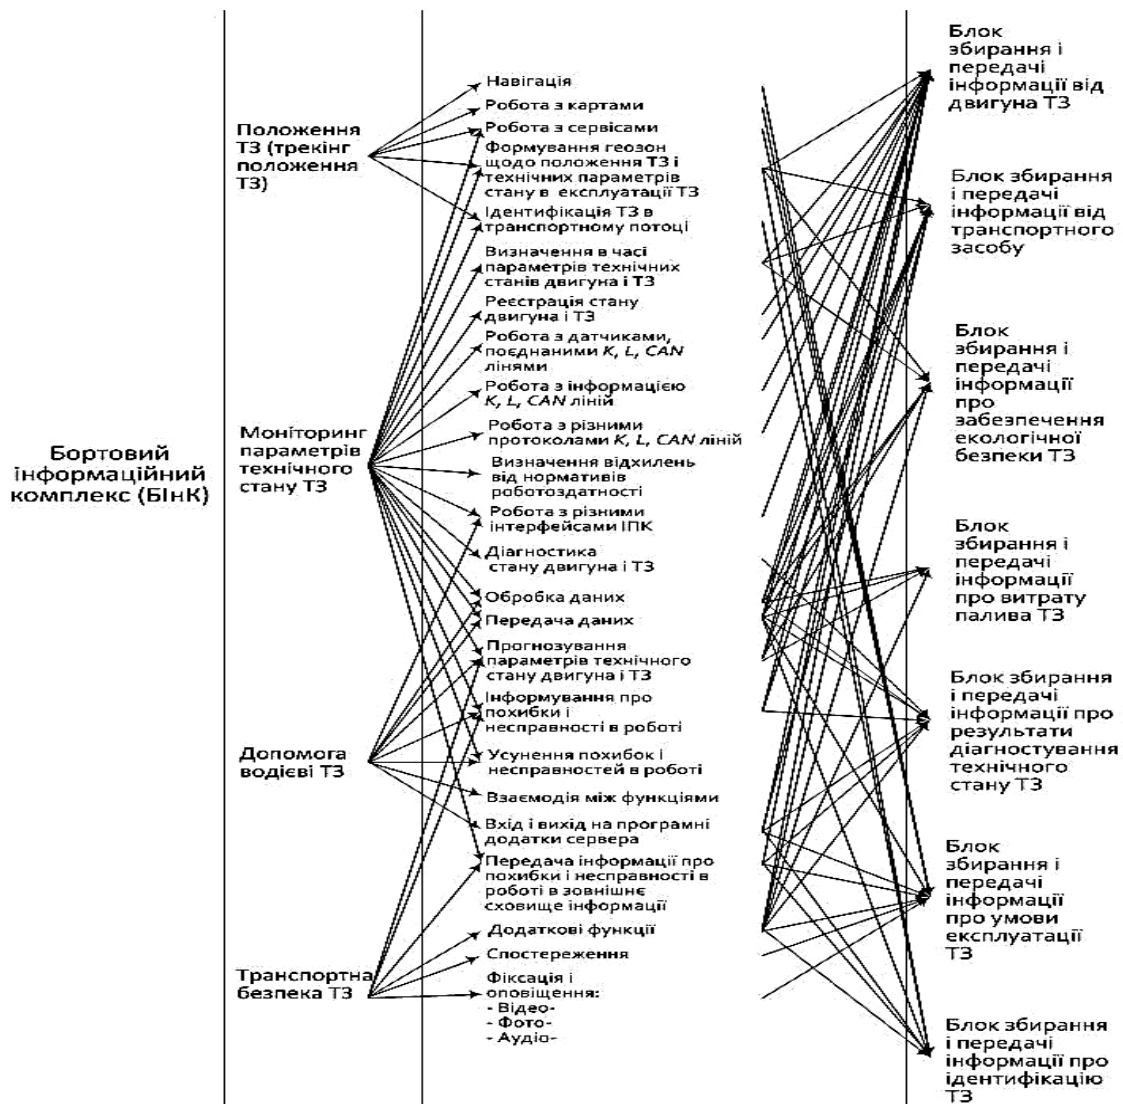 Бортовий
інформаційний
комплекс (БІнК)
Положення
ТЗ (трекінг
положення
ТЗ)
Моніторинг
параметрів
технічного
стану ТЗ
Допомога
водієві ТЗ
Транспортна
безпека ТЗ
Навігація
Робота з картами
Робота з сервісами
Формування геозон
щодо положення ТЗ і
технічних параметрів
стану в експлуатації ТЗ
Ідентифікація ТЗ в
транспортному потоці
Визначення в часі
параметрів технічних
станів двигуна і ТЗ
Реєстрація стану
двигуна і ТЗ
Робота з датчиками,
поєднаними K, L, CAN
лінями
Робота з інформацією
K, L, CAN ліній
Робота з різними
протоколами K, L, CAN ліній
Визначення відхилень
від нормативів
роботоздатності
Робота з різними
інтерфейсами ІПК
Діагностика
стану двигуна і ТЗ
Обробка даних
Передача даних
Прогнозування
параметрів технічного
стану двигуна і ТЗ
Інформування про
похибки і
несправності в роботі
Усунення похибок і
несправностей в роботі
Взаємодія між функціями
Вхід і вихід на програмні
додатки сервера
Передача інформації про
похибки і несправності в
роботі в зовнішнє
сховище інформації
Додаткові функції
Спостереження
Фіксація і
оповіщення:
- Відео-
- Фото-
- Аудіо-
Блок
збирання і
передачі
інформації від
двигуна ТЗ
Блок збирання
і передачі
інформації від
транспортного
засобу
Блок
збирання і
передачі
інформації
про
забезпечення
екологічної
безпеки ТЗ
Блок
збирання і
передачі
інформації
про витрату
палива ТЗ
Блок збирання
і передачі
інформації про
результати
діагностування
технічного
стану ТЗ
Блок
збирання і
передачі
інформації
про умови
експлуатації
ТЗ
Блок збирання
і передачі
інформації про
ідентифікацію
ТЗ